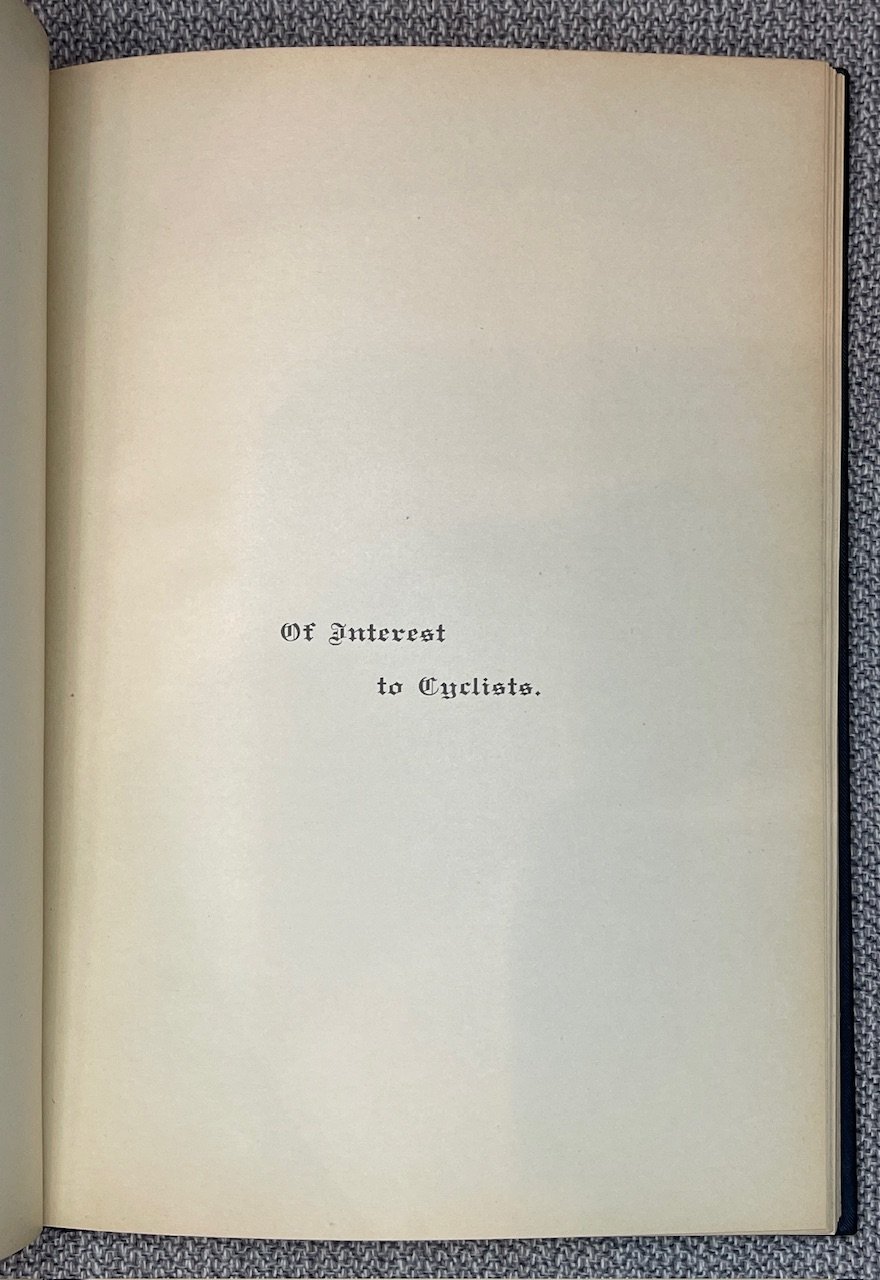 Of Interest
to Cyclists.